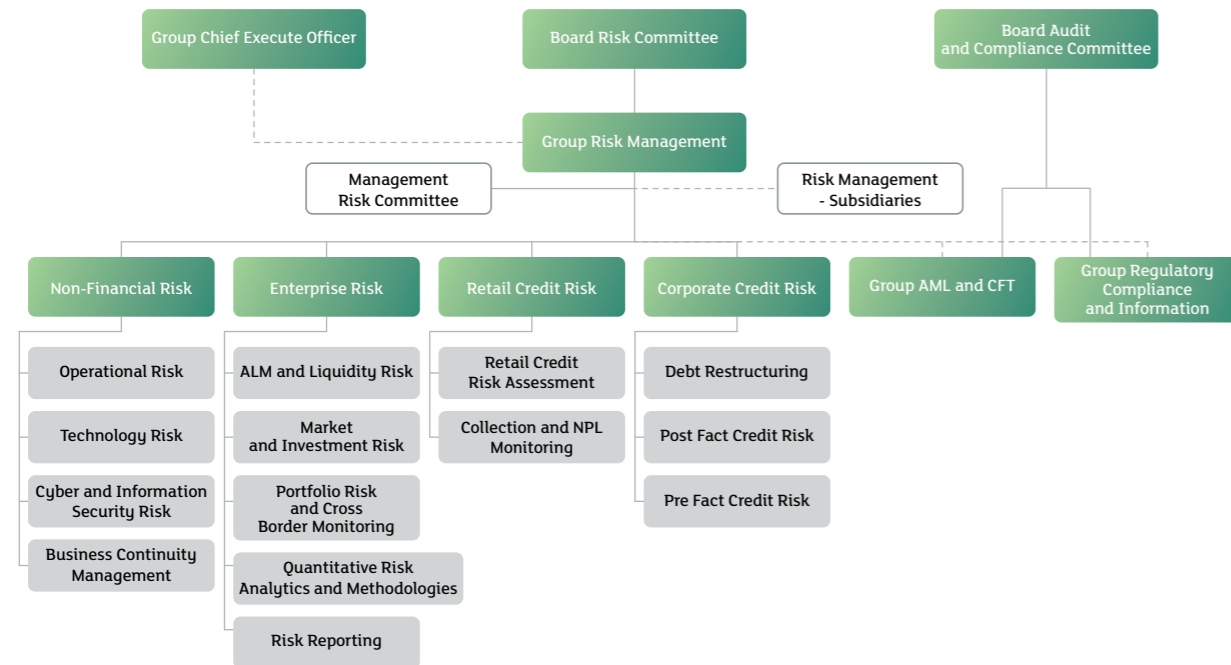 Group Chief Execute Officer
Board Risk Committee
Board Audit
and Compliance Committee
Group Risk Management
Management
Risk Committee
Risk Management
- Subsidiaries
Non-Financial Risk
Enterprise Risk
Retail Credit Risk
Corporate Credit Risk
Group AML and CFT
Group Regulatory
Compliance
and Information
Operational Risk
Technology Risk
Cyber and Information
Security Risk
Business Continuity
Management
ALM and Liquidity Risk
Market
and Investment Risk
Portfolio Risk
and Cross
Border Monitoring
Quantitative Risk
Analytics and Methodologies
Risk Reporting
Retail Credit
Risk Assessment
Collection and NPL
Monitoring
Debt Restructuring
Post Fact Credit Risk
Pre Fact Credit Risk